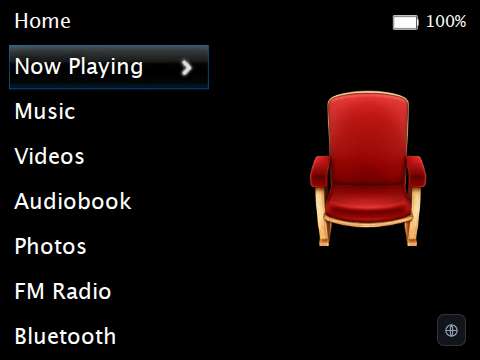 Home
100%
Now Playing
Music
Videos
Audiobook
Photos
FM Radio
Bluetooth